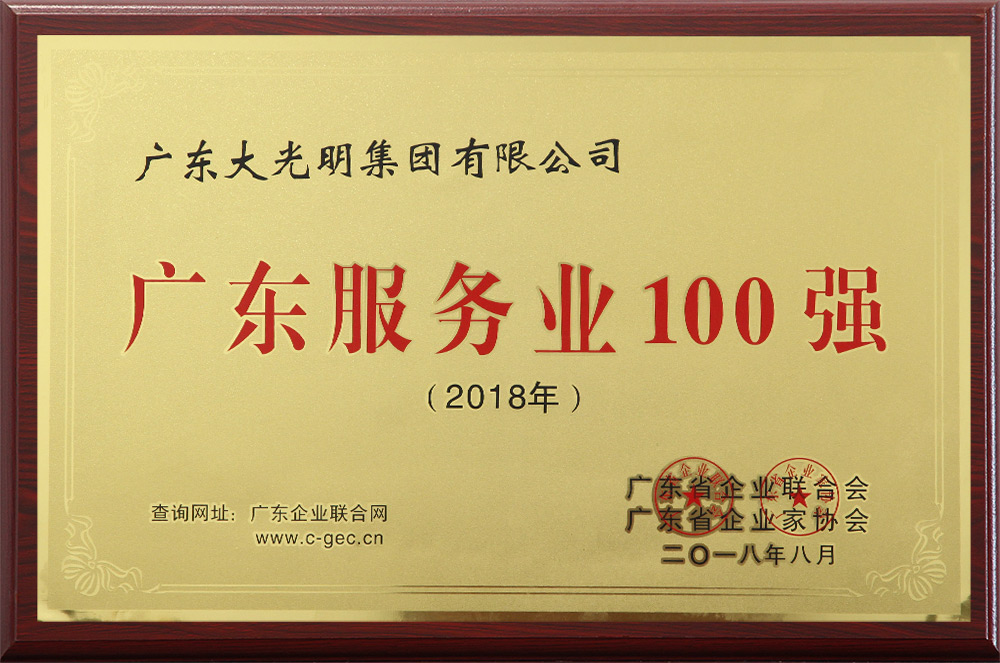 广东大光明集团有限公司
广东服务业100强
（2018年）
广东省企业联合会
广东省企业家协会
二〇一八年八月
查询网址：广东企业联合网
www.c-gec.cn